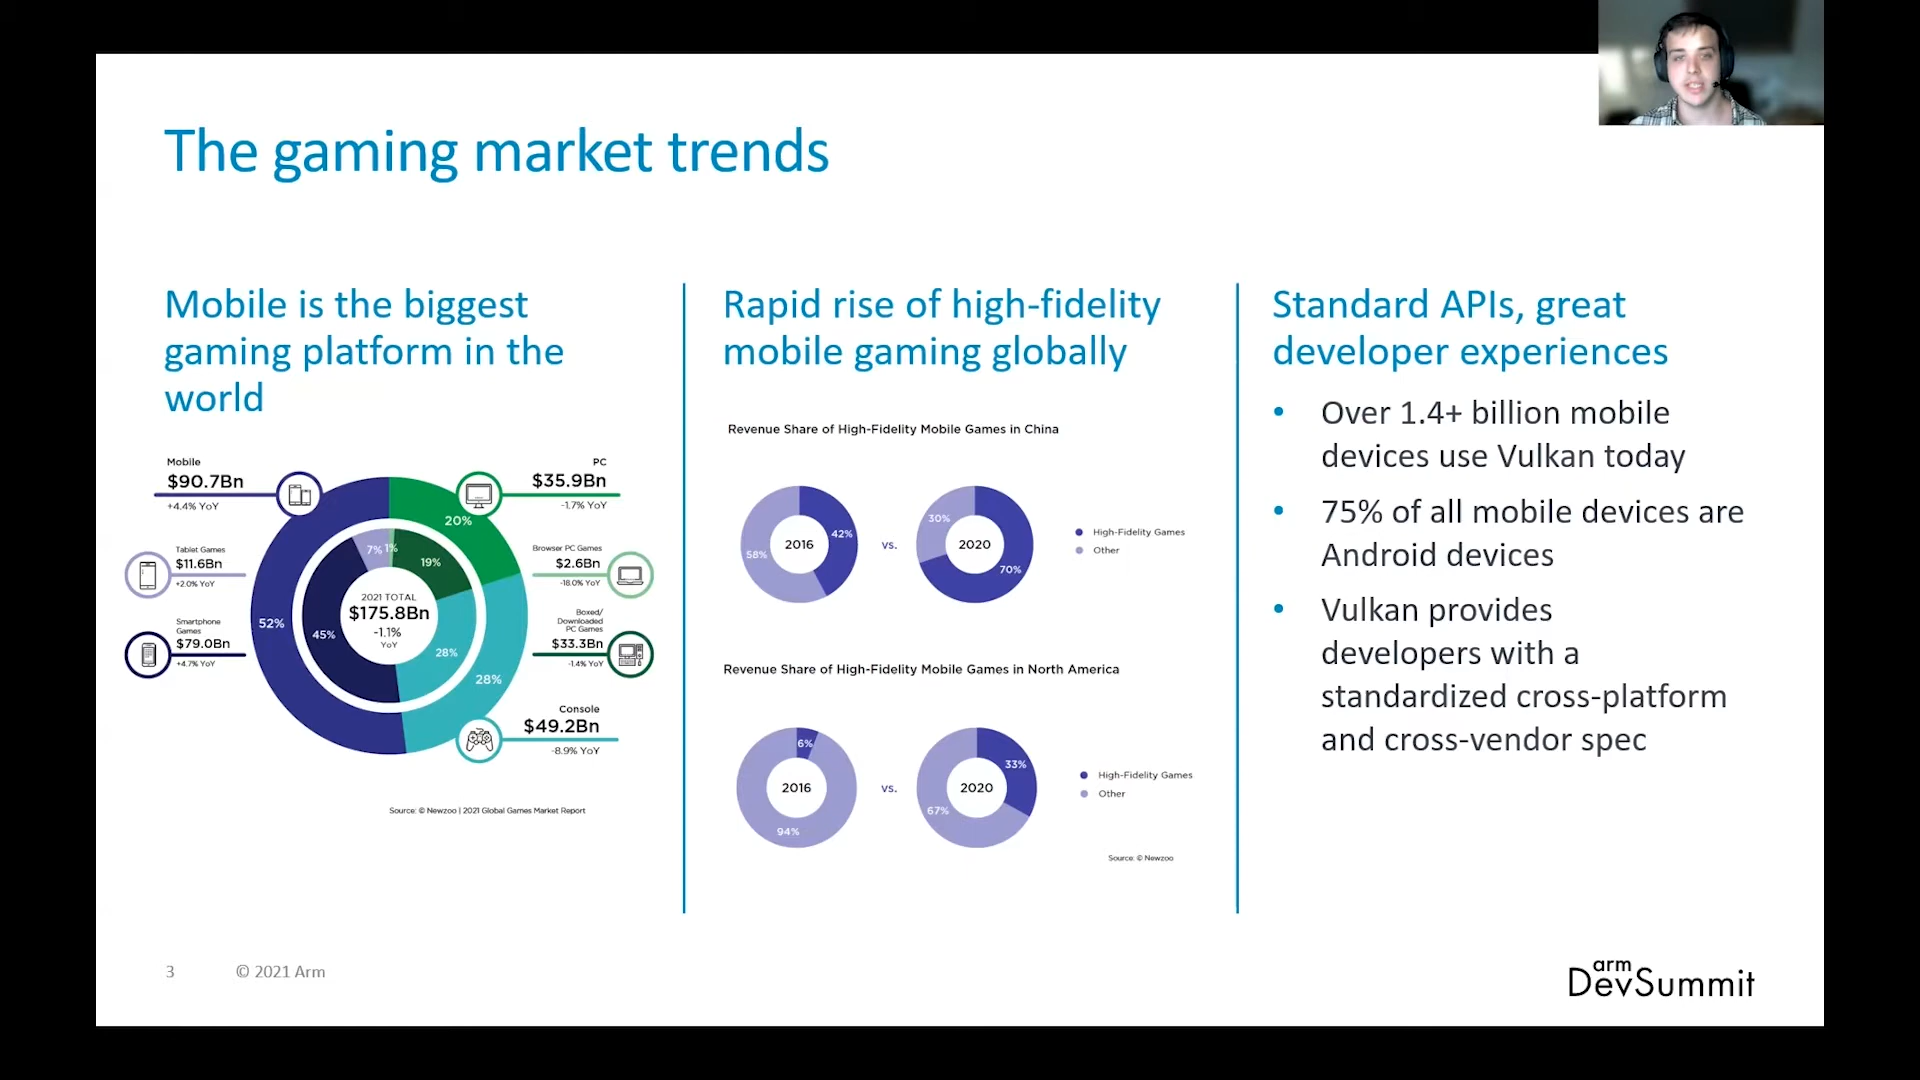 The gaming market trends
Mobile is the biggest
gaming platform in the
world
Mobile
$90.7Bn
+4.4% YoY
PC
$35.9Bn
-1.7% YoY
Tablet Games
$11.6Bn
+2.0% YoY
Browser PC Games
$2.6Bn
-18.0% YoY
Smartphone
Games
$79.0Bn
+4.7% YoY
Boxed/
Downloaded
PC Games
$33.3Bn
-1.4% YoY
Console
$49.2Bn
-8.9% YoY
20%
7%
1%
19%
2021 TOTAL
$175.8Bn
-1.1%
YoY
52%
45%
28%
28%
Source: © Newzoo | 2021 Global Games Market Report
Rapid rise of high-fidelity
mobile gaming globally
Revenue Share of High-Fidelity Mobile Games in China
2016
42%
58%
vs.
2020
30%
70%
High-Fidelity Games
Other
Revenue Share of High-Fidelity Mobile Games in North America
2016
6%
94%
vs.
2020
33%
67%
High-Fidelity Games
Other
Source: © Newzoo
Standard APIs, great
developer experiences
• Over 1.4+ billion mobile
devices use Vulkan today
• 75% of all mobile devices are
Android devices
• Vulkan provides
developers with a
standardized cross-platform
and cross-vendor spec
3 © 2021 Arm
arm
DevSummit